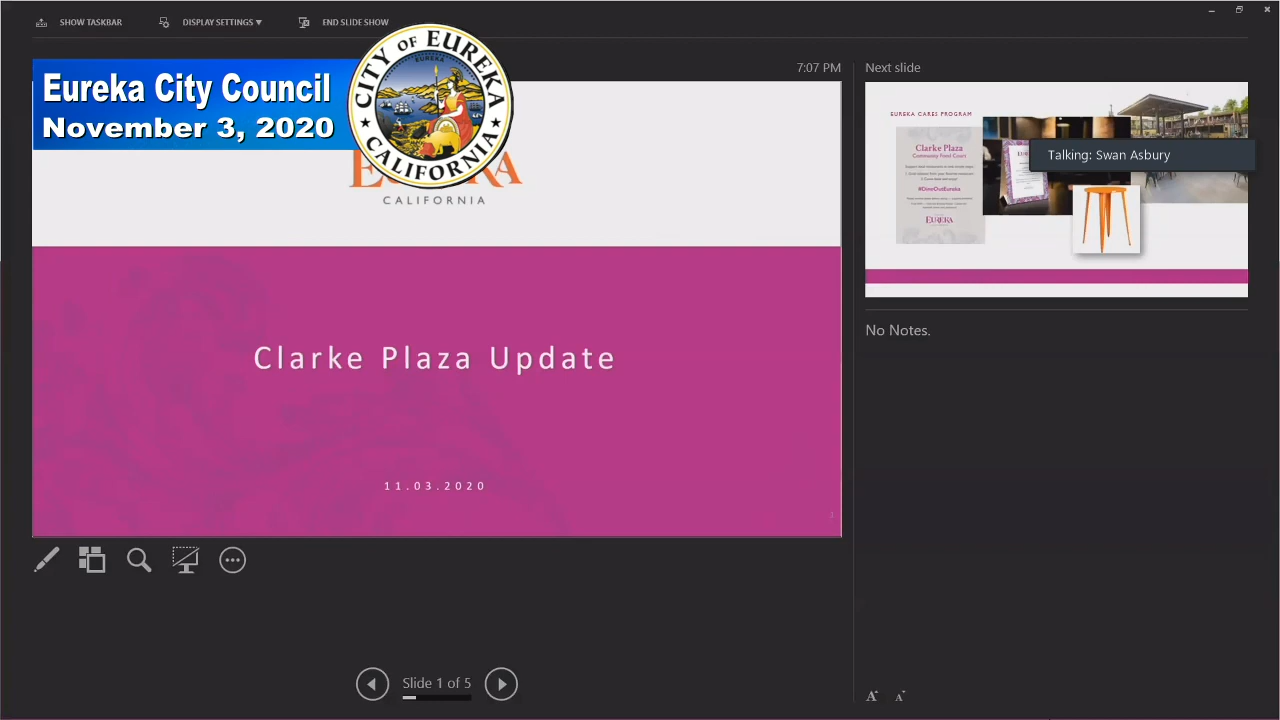 SHOW TASKBAR
DISPLAY SETTINGS ▼
END SLIDE SHOW
Eureka City Council
November 3, 2020
CITY OF EUREKA
EUREKA
CALIFORNIA
CALIFORNIA
7:07 PM
Next slide
EUREKA CARES PROGRAM
Clarke Plaza
Community Food Court
#DineOutEureka
EUREKA
Talking: Swan Asbury
Clarke Plaza Update
11.03.2020
No Notes.
Slide 1 of 5